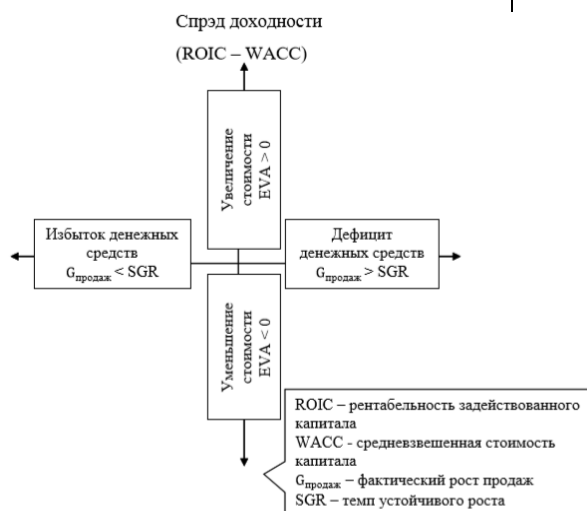 Спрэд доходности
(ROIC – WACC)
Увеличение
стоимости
EVA > 0
Избыток денежных
средств
Gпродаж < SGR
Дефицит
денежных средств
Gпродаж > SGR
Уменьшение
стоимости
EVA < 0
ROIC – рентабельность задействованного
капитала
WACC - средневзвешенная стоимость
капитала
Gпродаж – фактический рост продаж
SGR – темп устойчивого роста